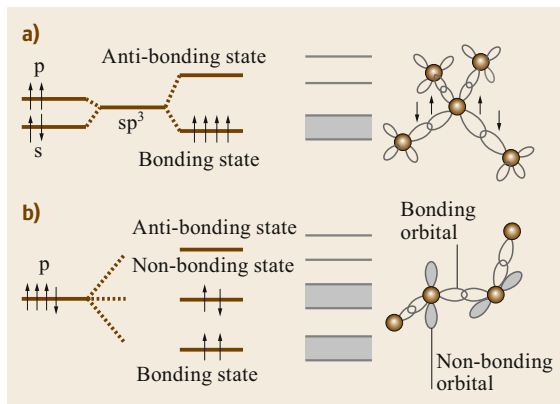 a)
Anti-bonding state
p
sp³
s
Bonding state
b)
Bonding
orbital
Anti-bonding state
p
Non-bonding state
Bonding state
Non-bonding
orbital